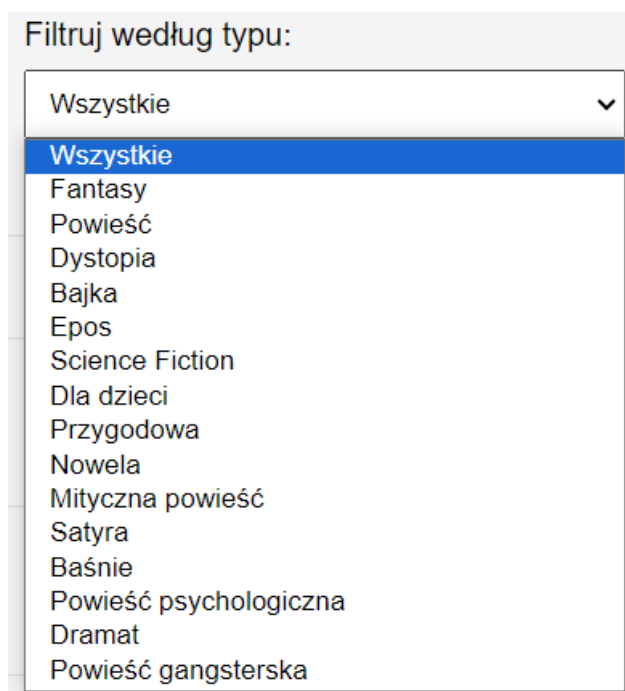 Filtruj według typu:
Wszystkie
Wszystkie
Fantasy
Powieść
Dystopia
Bajka
Epos
Science Fiction
Dla dzieci
Przygodowa
Nowela
Mityczna powieść
Satyra
Baśnie
Powieść psychologiczna
Dramat
Powieść gangsterska